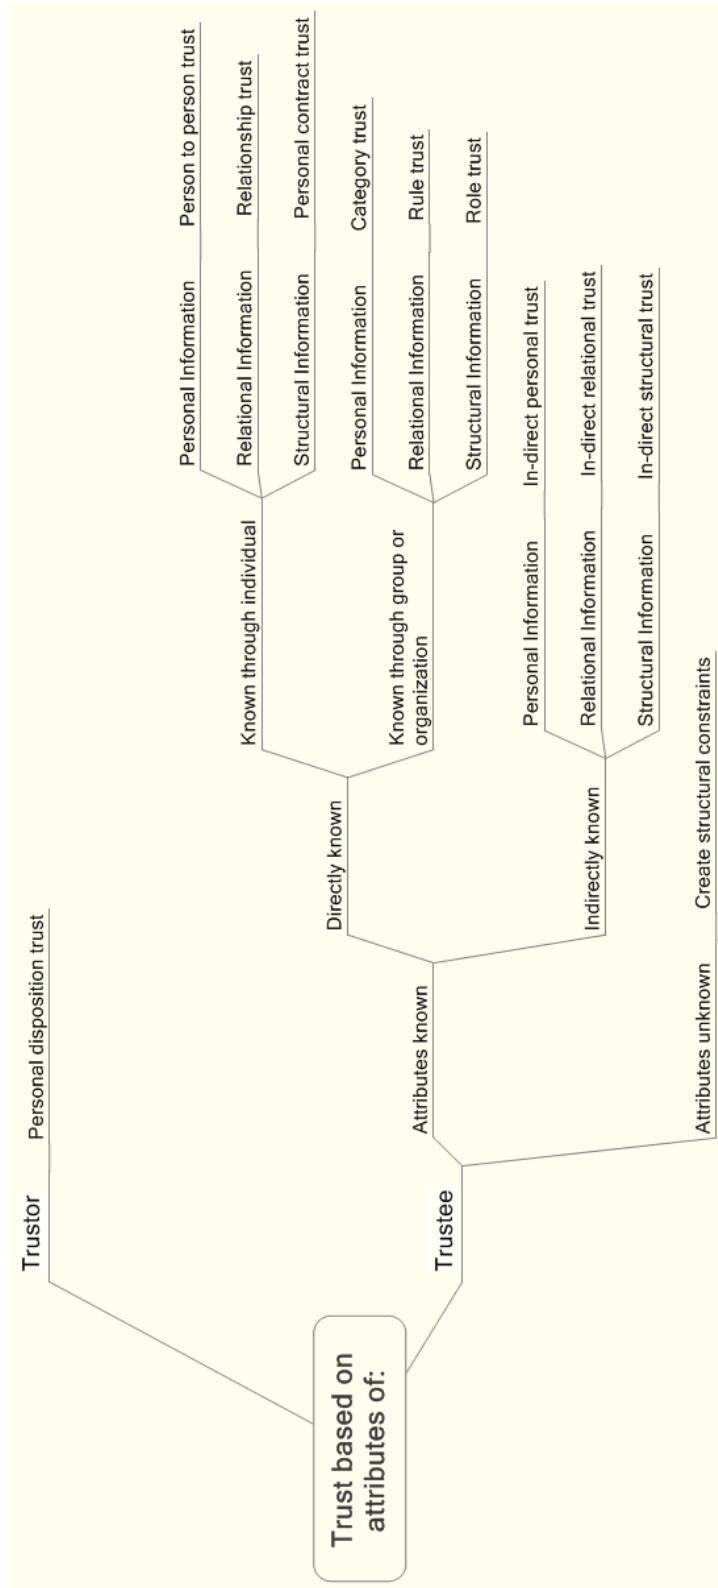 Trust based on
attributes of:
Trustor
Personal disposition trust
Trustee
Attributes known
Directly known
Known through individual
Personal Information
Person to person trust
Relational Information
Relationship trust
Structural Information
Personal contract trust
Known through group or
organization
Personal Information
Category trust
Relational Information
Rule trust
Structural Information
Role trust
Indirectly known
Personal Information
In-direct personal trust
Relational Information
In-direct relational trust
Structural Information
In-direct structural trust
Attributes unknown
Create structural constraints